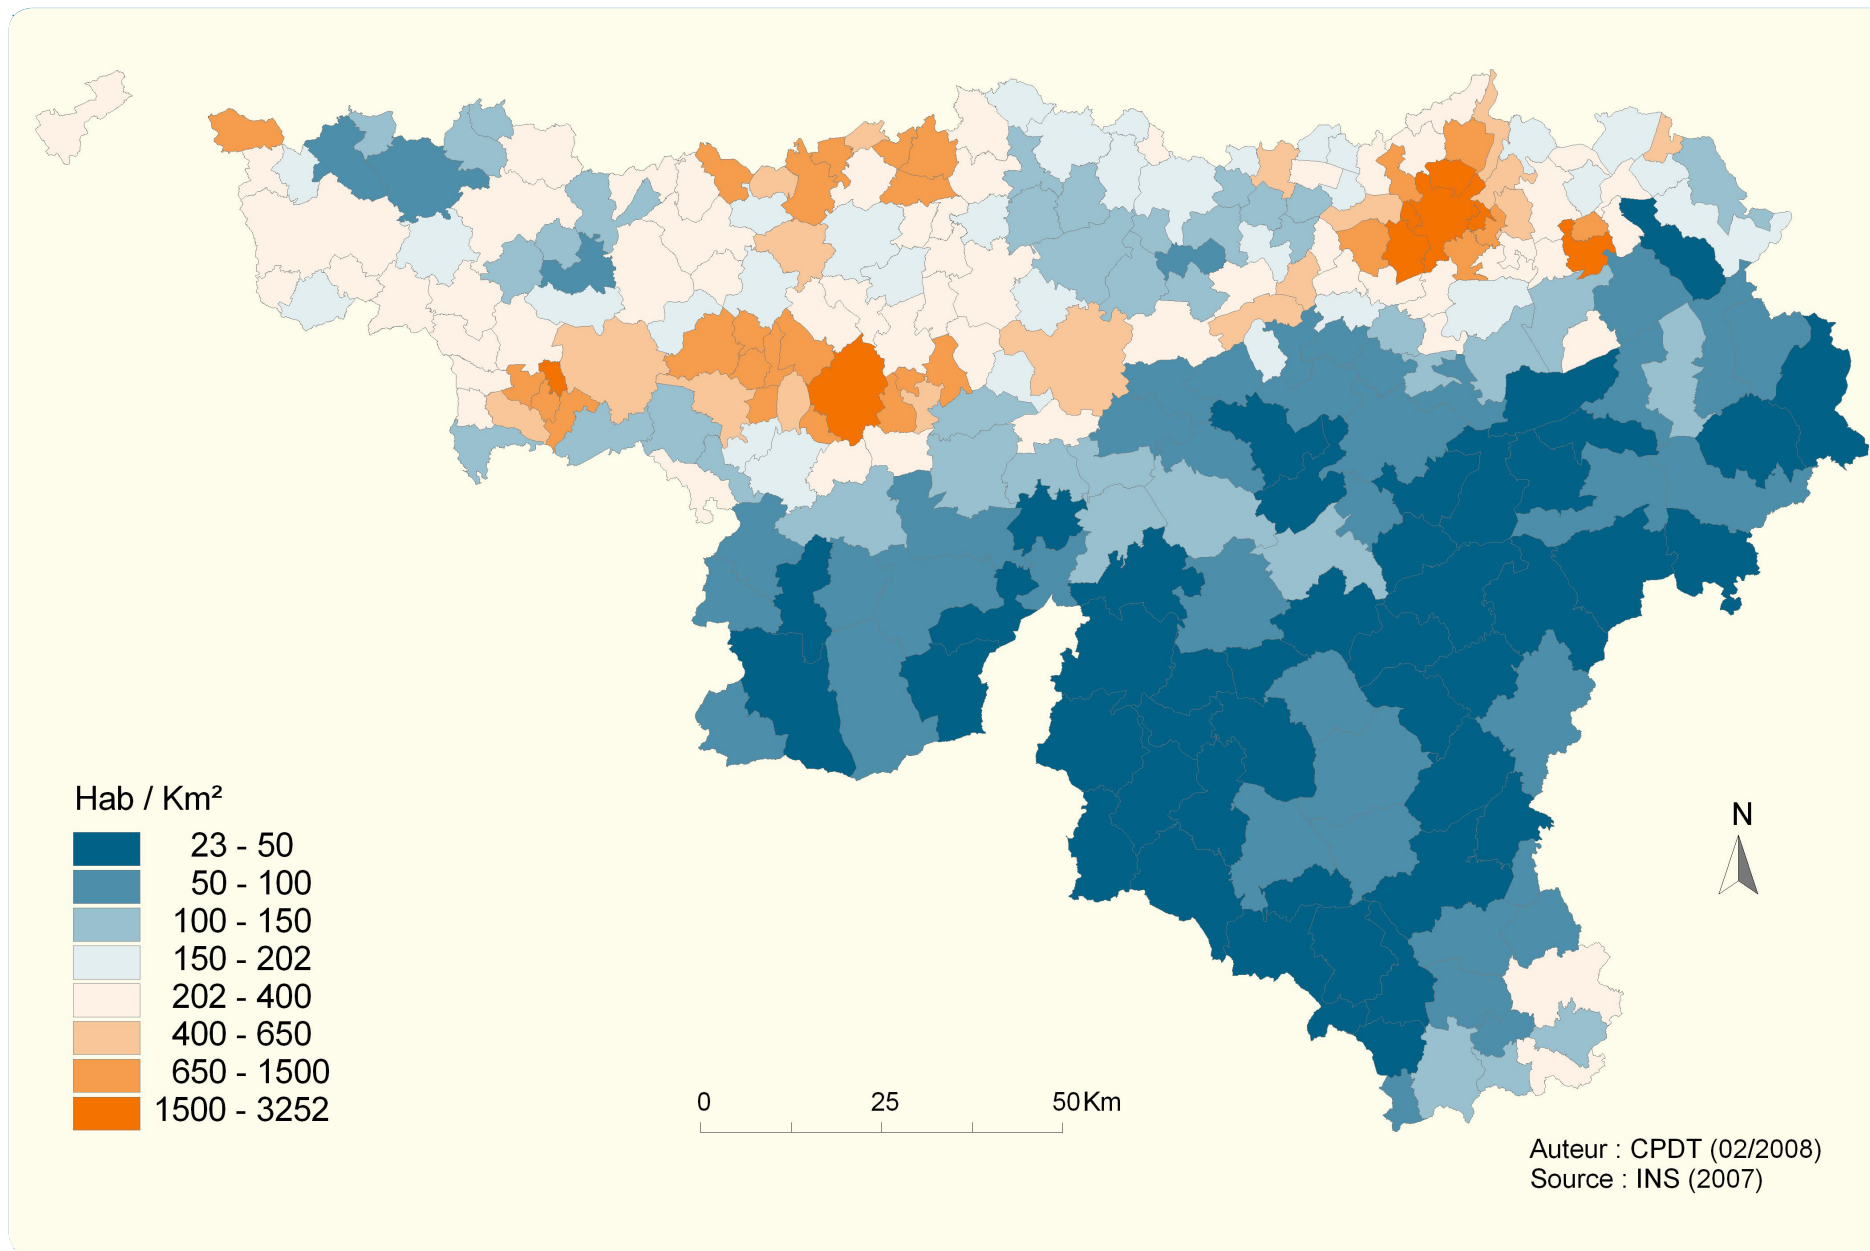 Hab / Km²
23 - 50
50 - 100
100 - 150
150 - 202
202 - 400
400 - 650
650 - 1500
1500 - 3252
N
0 25 50Km
Auteur : CPDT (02/2008)
Source : INS (2007)